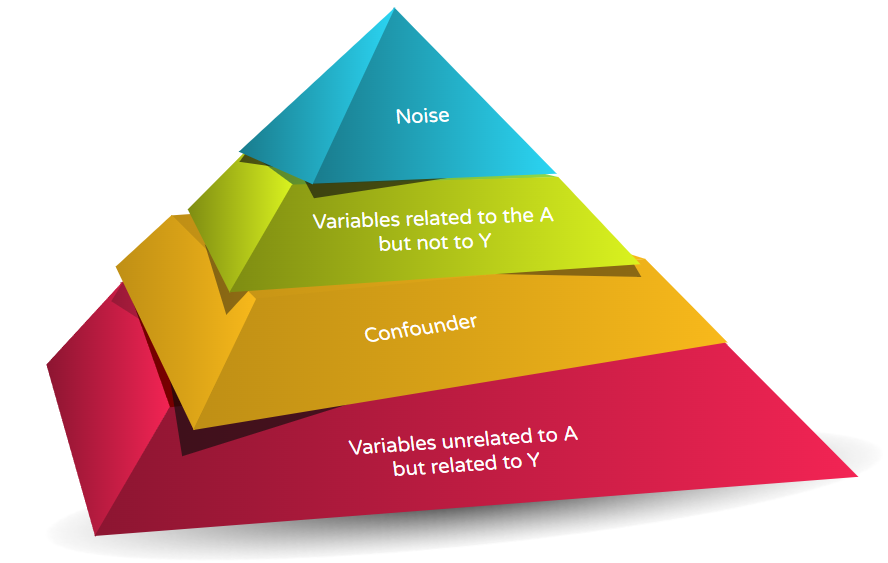 Noise
Variables related to the A
but not to Y
Confounder
Variables unrelated to A
but related to Y